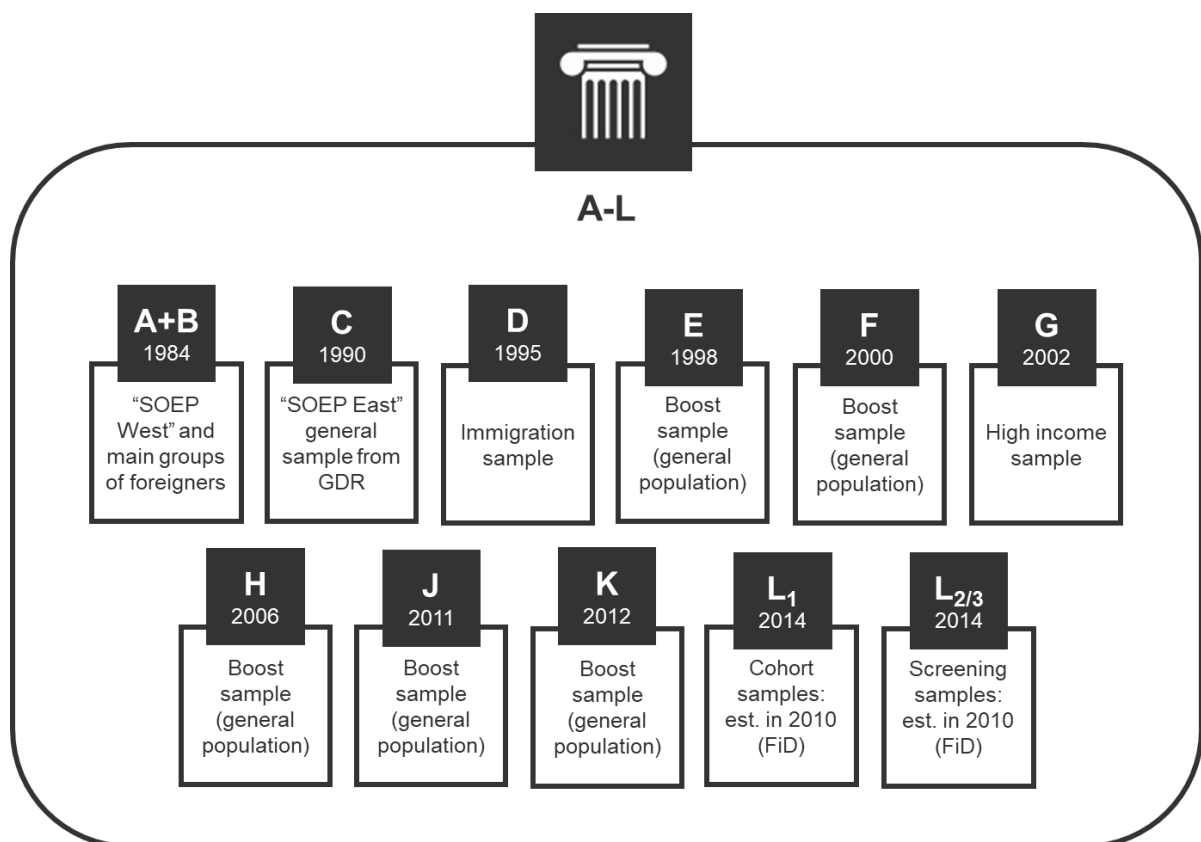 A-L
A+B
1984
“SOEP
West” and
main groups
of foreigners
C
1990
“SOEP East”
general
sample from
GDR
D
1995
Immigration
sample
E
1998
Boost
sample
(general
population)
F
2000
Boost
sample
(general
population)
G
2002
High income
sample
H
2006
Boost
sample
(general
population)
J
2011
Boost
sample
(general
population)
K
2012
Boost
sample
(general
population)
L1
2014
Cohort
samples:
est. in 2010
(FiD)
L2/3
2014
Screening
samples:
est. in 2010
(FiD)